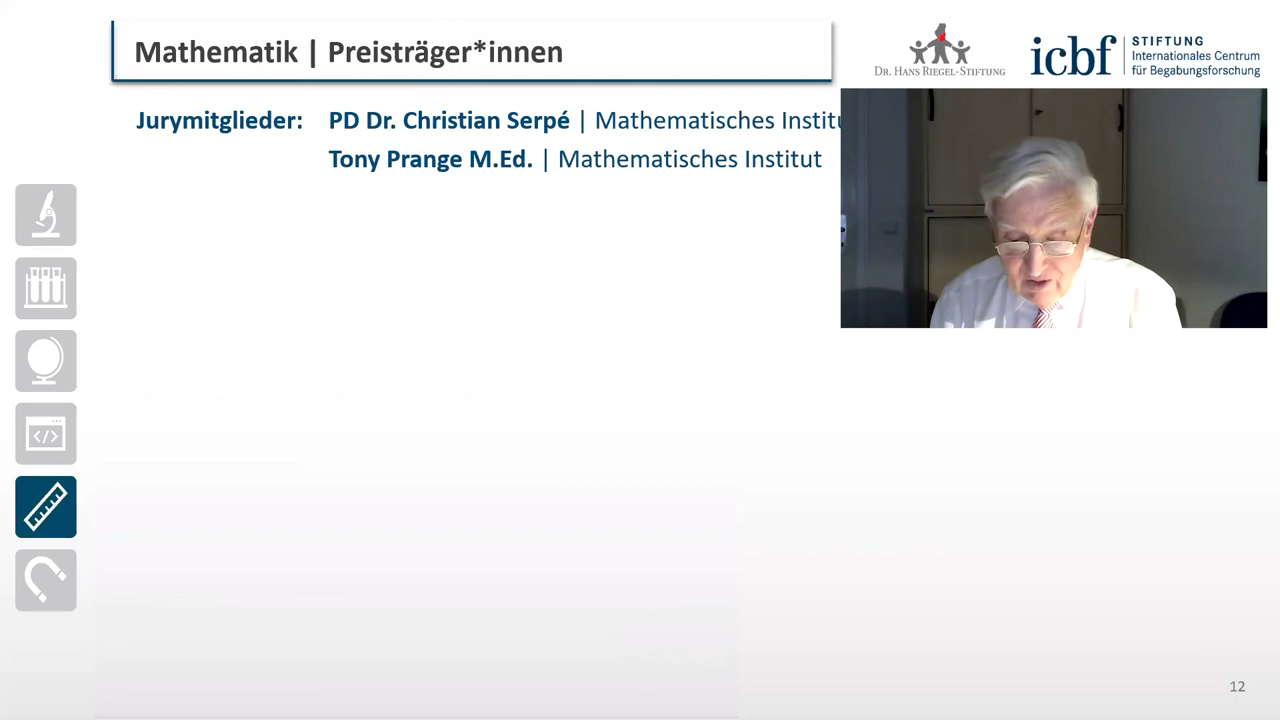 Mathematik | Preisträger*innen
DR. HANS RIEGEL-STIFTUNG
icbf
STIFTUNG
Internationales Centrum
für Begabungsforschung
Jurymitglieder: PD Dr. Christian Serpé | Mathematisches Institu
Tony Prange M.Ed. | Mathematisches Institut
</>
12